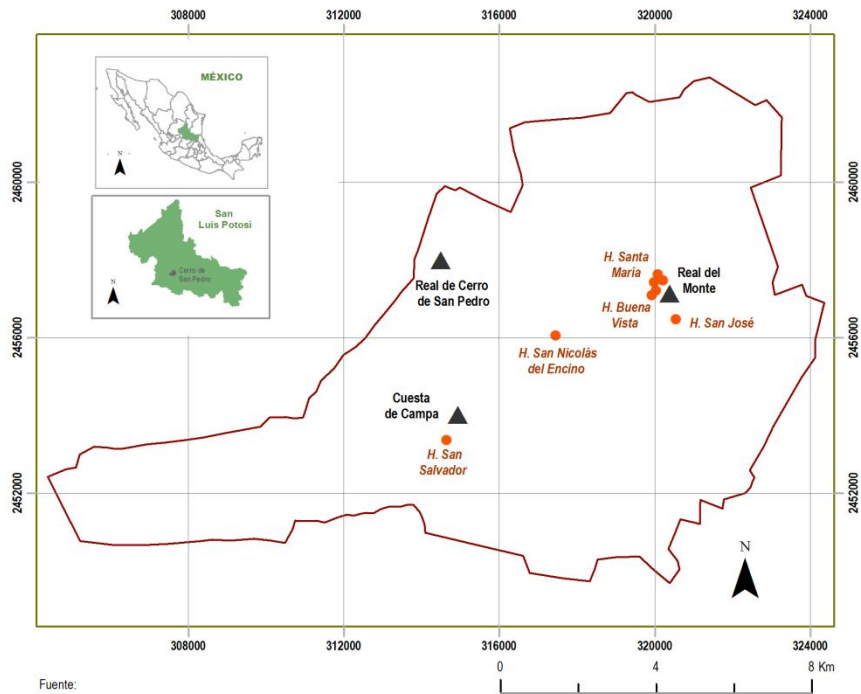 308000
312000
316000
320000
324000
MÉXICO
N
San
Luis Potosí
Cerro de
San Pedro
N
2460000
2456000
2452000
2460000
2456000
2452000
Real de Cerro
de San Pedro
H. Santa
María
Real del
Monte
H. Buena
Vista
H. San José
H. San Nicolás
del Encino
Cuesta
de Campa
H. San
Salvador
N
308000
312000
316000
320000
324000
0
4
8 Km
Fuente: